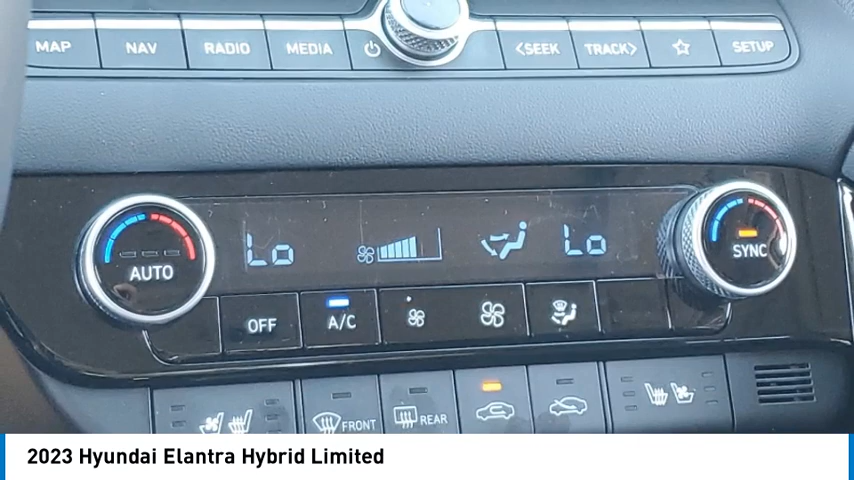 MAP NAV RADIO MEDIA <SEEK TRACK> SETUP
Lo Lo
AUTO SYNC
OFF A/C
FRONT REAR
2023 Hyundai Elantra Hybrid Limited